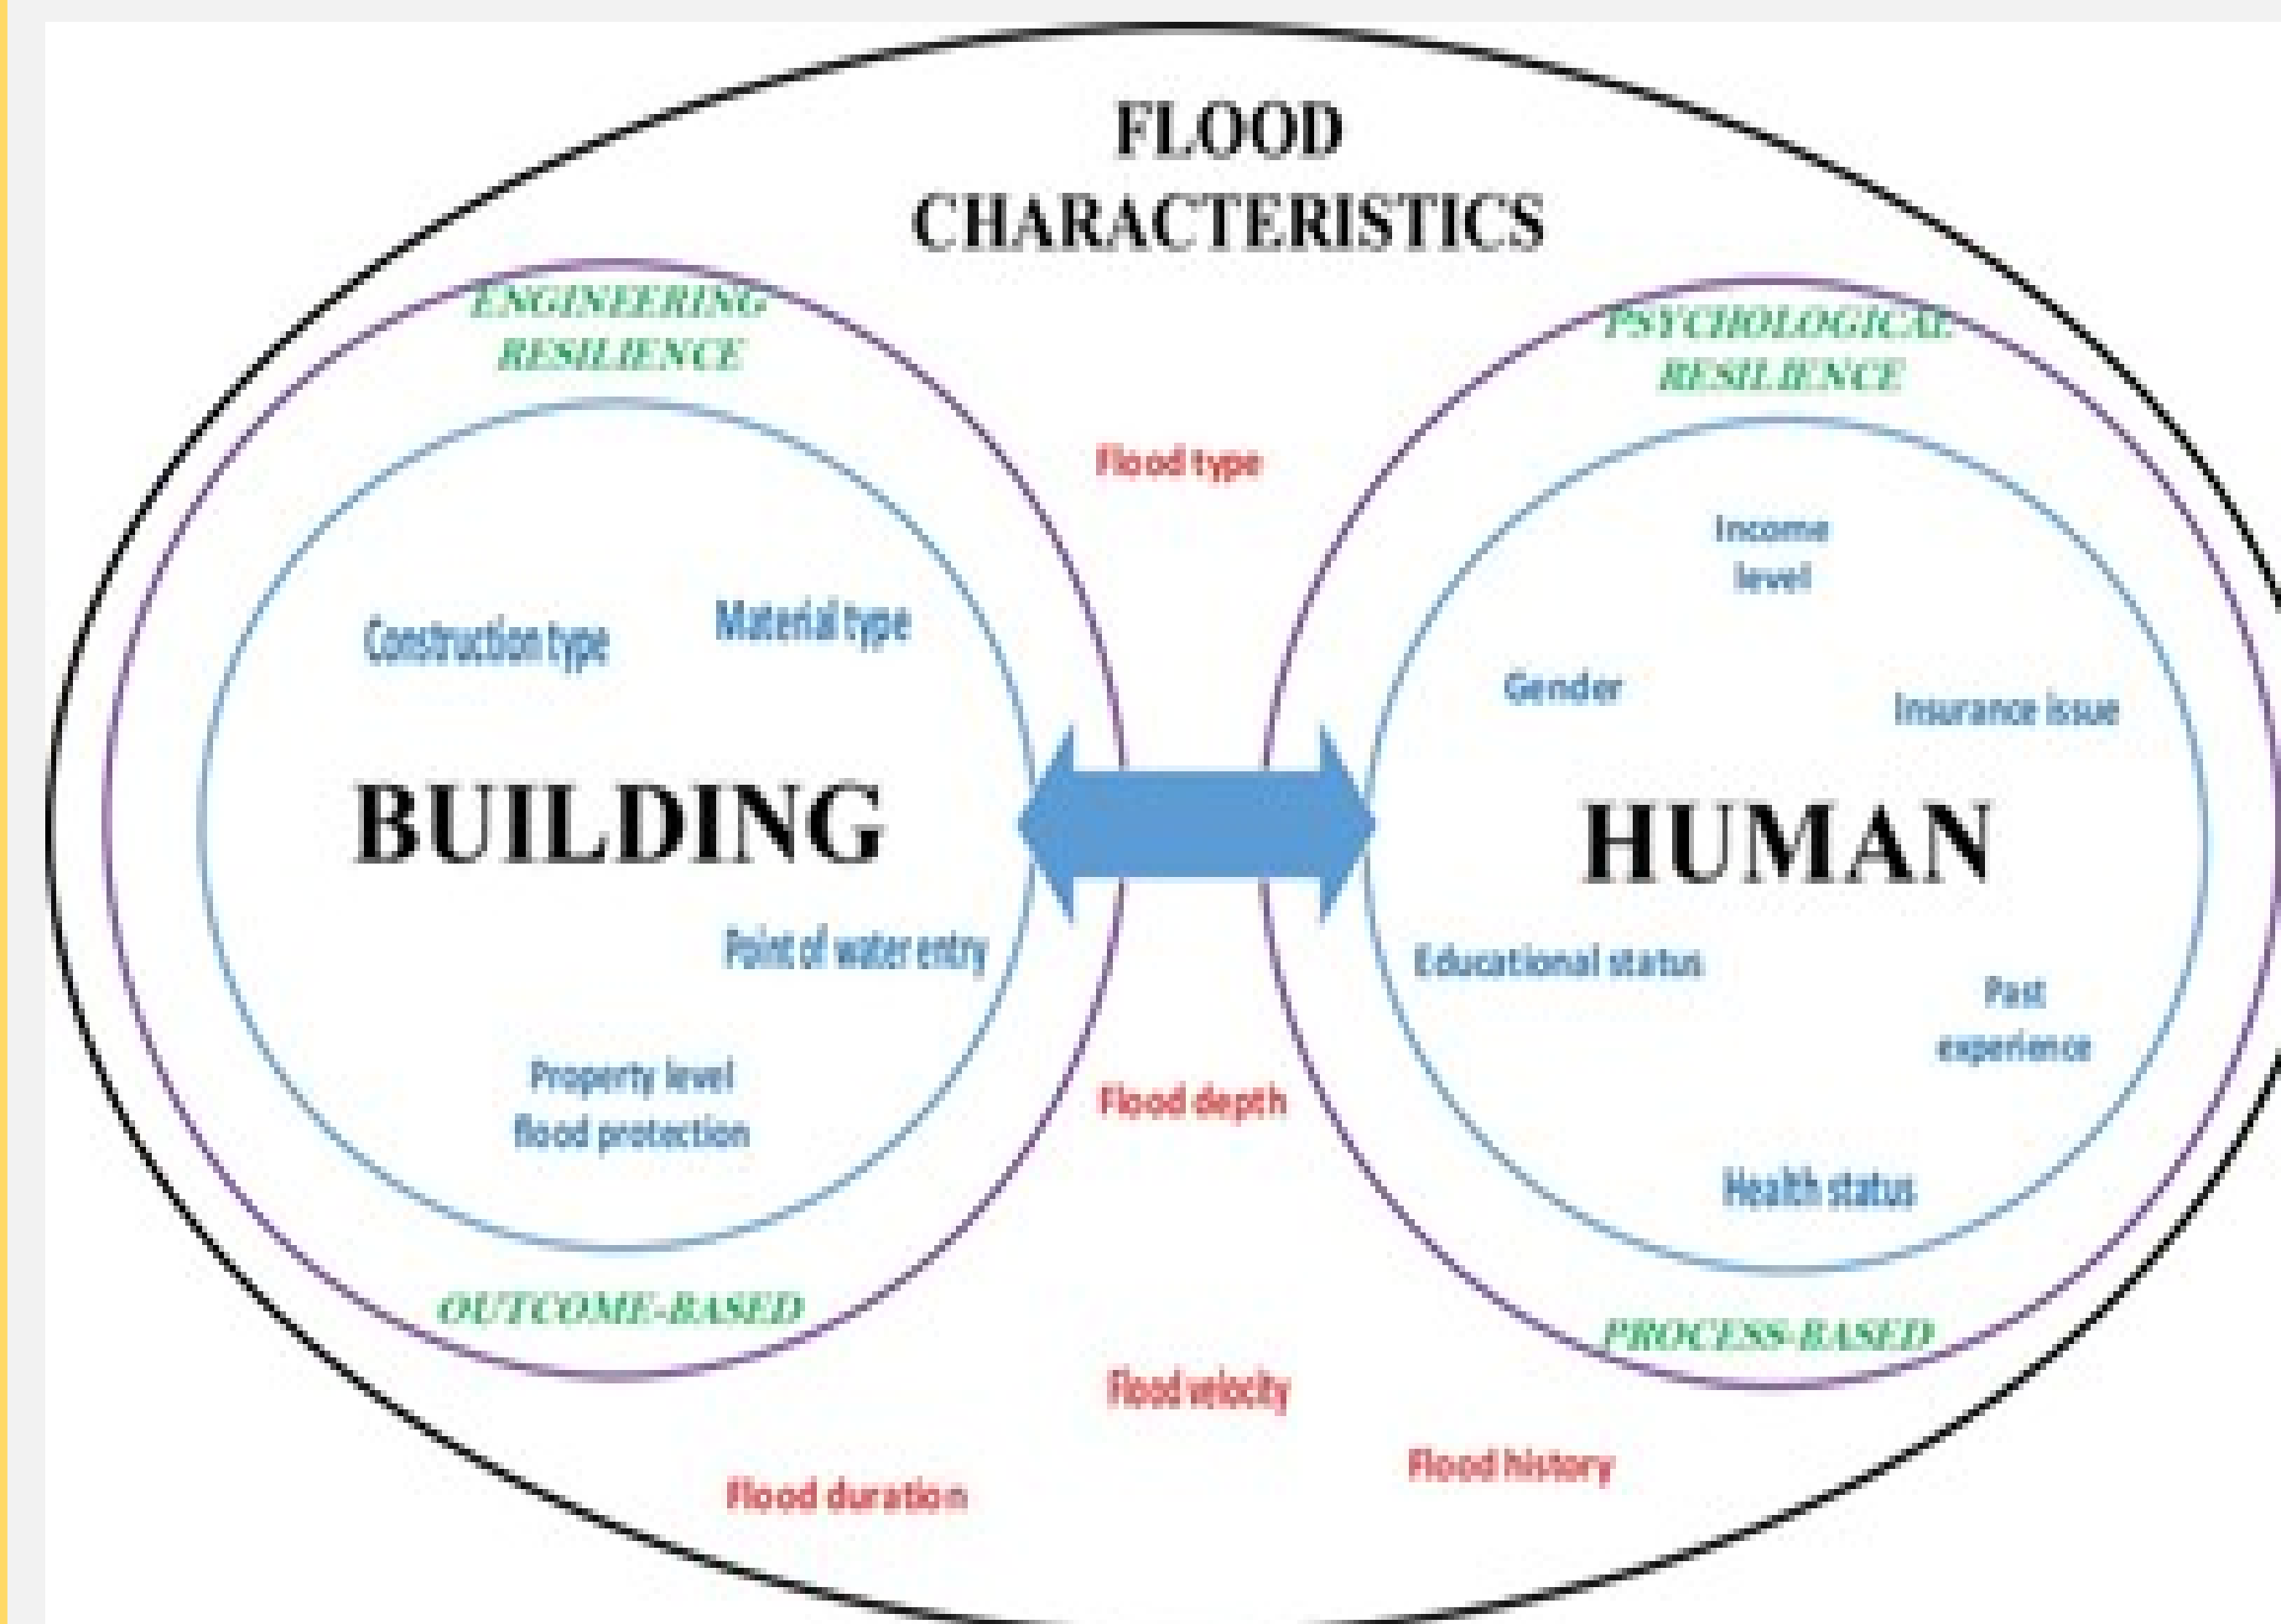 FLOOD
CHARACTERISTICS
ENGINEERING
RESILIENCE
PSYCHOLOGICAL
RESILIENCE
Flood type
Income
level
Construction type
Material type
Gender
Insurance issue
BUILDING
HUMAN
Point of water entry
Educational status
Past
experience
Property level
flood protection
Flood depth
Health status
OUTCOME-BASED
PROCESS-BASED
Flood velocity
Flood history
Flood duration